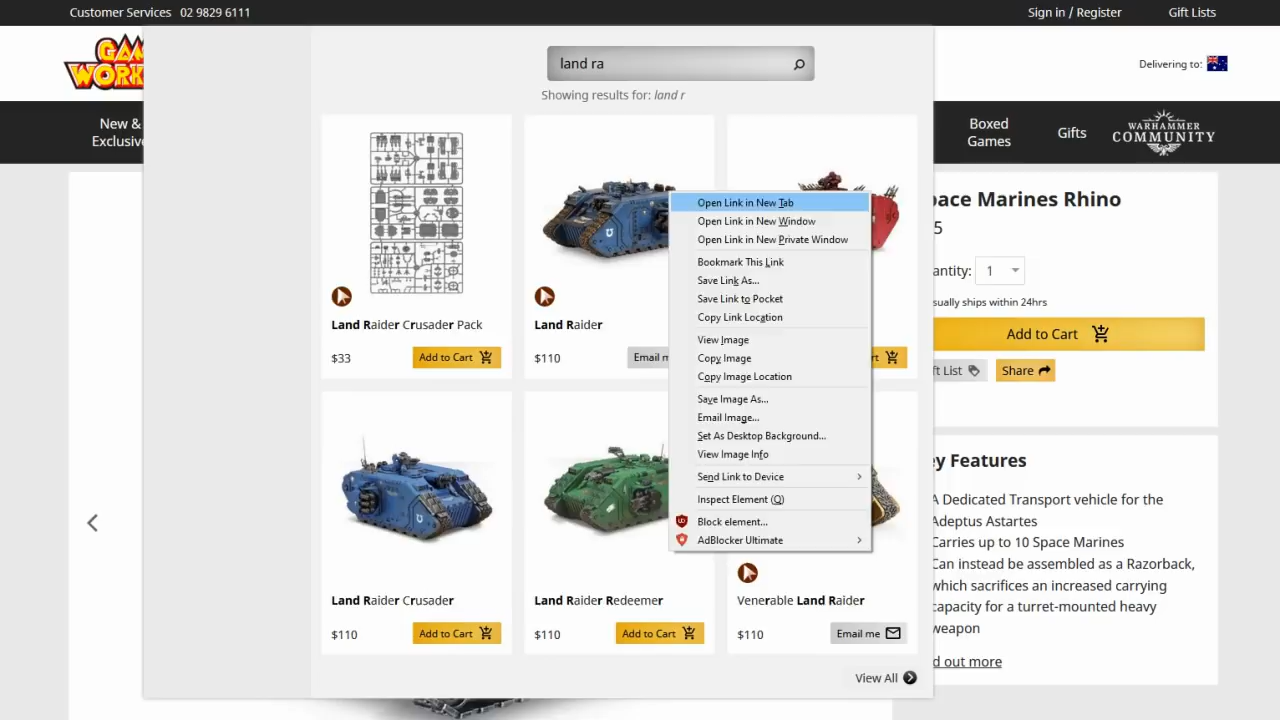 Customer Services 02 9829 6111
Sign in / Register
Gift Lists
land ra
Showing results for: land r
Delivering to:
New &
Exclusive
Boxed
Games
Gifts
WARHAMMER
COMMUNITY
Land Raider Crusader Pack
$33
Add to Cart
Land Raider
$110
Email m
Open Link in New Tab
Open Link in New Window
Open Link in New Private Window
Bookmark This Link
Save Link As...
Save Link to Pocket
Copy Link Location
View Image
Copy Image
Copy Image Location
Save Image As...
Email Image...
Set As Desktop Background...
View Image Info
Send Link to Device
Inspect Element (Q)
Block element...
AdBlocker Ultimate
Land Raider Crusader
$110
Add to Cart
Land Raider Redeemer
$110
Add to Cart
Venerable Land Raider
$110
Email me
View All
pace Marines Rhino
5
antity: 1
sually ships within 24hrs
Add to Cart
ft List
Share
ey Features
A Dedicated Transport vehicle for the
Adeptus Astartes
Carries up to 10 Space Marines
Can instead be assembled as a Razorback,
which sacrifices an increased carrying
capacity for a turret-mounted heavy
weapon
d out more